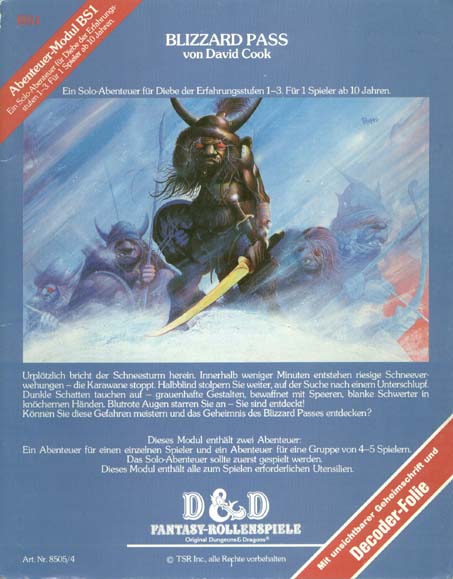 Abenteuer-Modul BS1
Ein Solo-Abenteuer für Diebe der Erfahrungs-
stufen 1–3. Für 1 Spieler ab 10 Jahren.
BLIZZARD PASS
von David Cook
Ein Solo-Abenteuer für Diebe der Erfahrungsstufen 1–3. Für 1 Spieler ab 10 Jahren.
Urplötzlich bricht der Schneesturm herein. Innerhalb weniger Minuten entstehen riesige Schneever-
wehungen – die Karawane stoppt. Halbblind stolpern Sie weiter, auf der Suche nach einem Unterschlupf.
Dunkle Schatten tauchen auf – grauenhafte Gestalten, bewaffnet mit Speeren, blanke Schwerter in
knöchernen Händen. Blutrote Augen starren Sie an – Sie sind entdeckt!
Können Sie diese Gefahren meistern und das Geheimnis des Blizzard Passes entdecken?
Dieses Modul enthält zwei Abenteuer:
Ein Abenteuer für einen einzelnen Spieler und ein Abenteuer für eine Gruppe von 4–5 Spielern.
Das Solo-Abenteuer sollte zuerst gespielt werden.
Dieses Modul enthält alle zum Spielen erforderlichen Utensilien.
D&D
FANTASY-ROLLENSPIELE
Original Dungeons & Dragons®
Mit unsichtbarer Geheimschrift und
Decoder-Folie
Art. Nr. 8505/4
© TSR Inc., alle Rechte vorbehalten